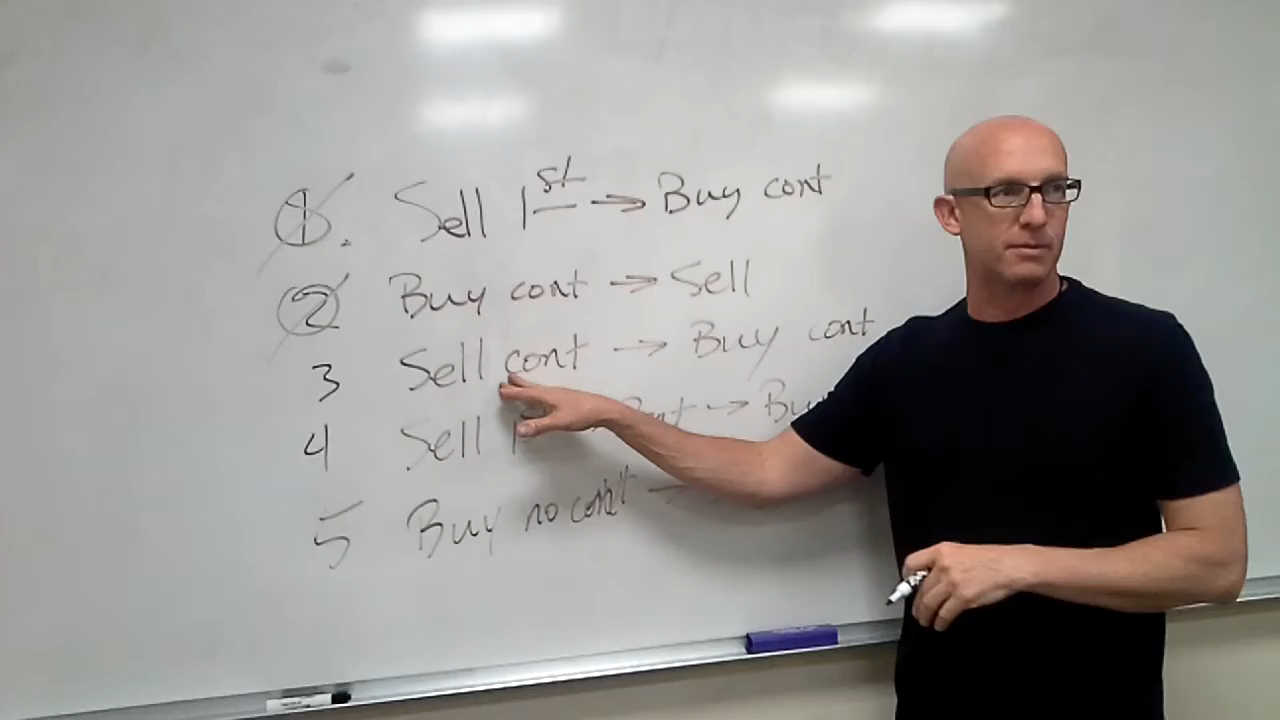 1. Sell 1st → Buy cont
2 Buy cont → Sell
3 Sell cont → Buy cont
4 Sell → Buy
5 Buy no cont →